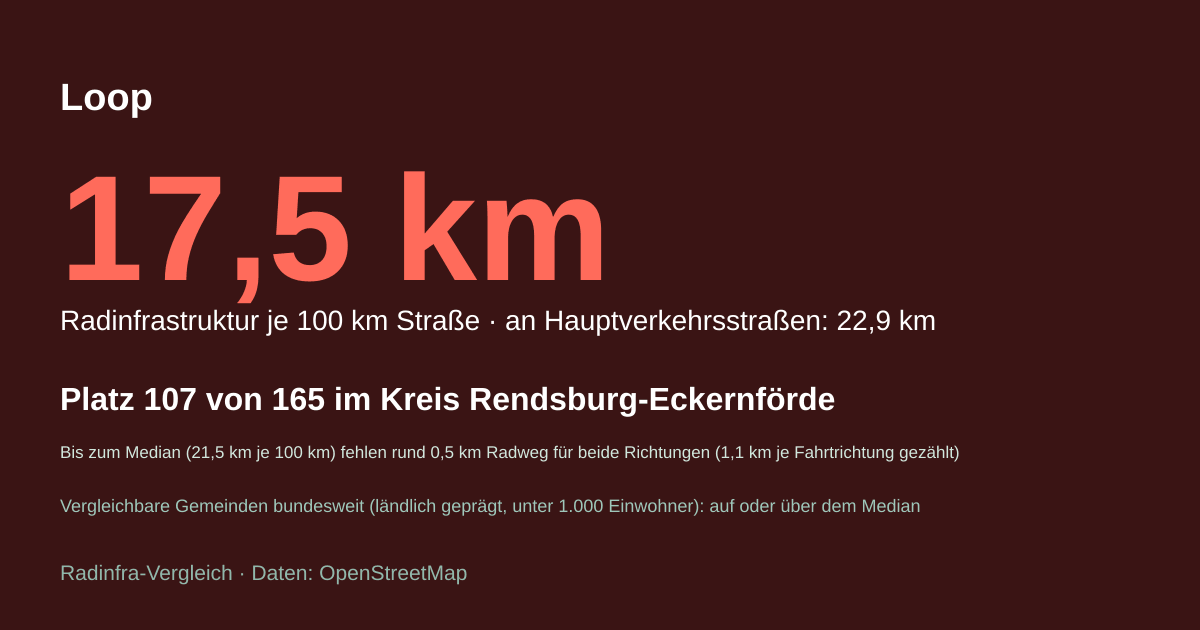 Loop
17,5 km
Radinfrastruktur je 100 km Straße · an Hauptverkehrsstraßen: 22,9 km
Platz 107 von 165 im Kreis Rendsburg-Eckernförde
Bis zum Median (21,5 km je 100 km) fehlen rund 0,5 km Radweg für beide Richtungen (1,1 km je Fahrtrichtung gezählt)
Vergleichbare Gemeinden bundesweit (ländlich geprägt, unter 1.000 Einwohner): auf oder über dem Median
Radinfra-Vergleich · Daten: OpenStreetMap